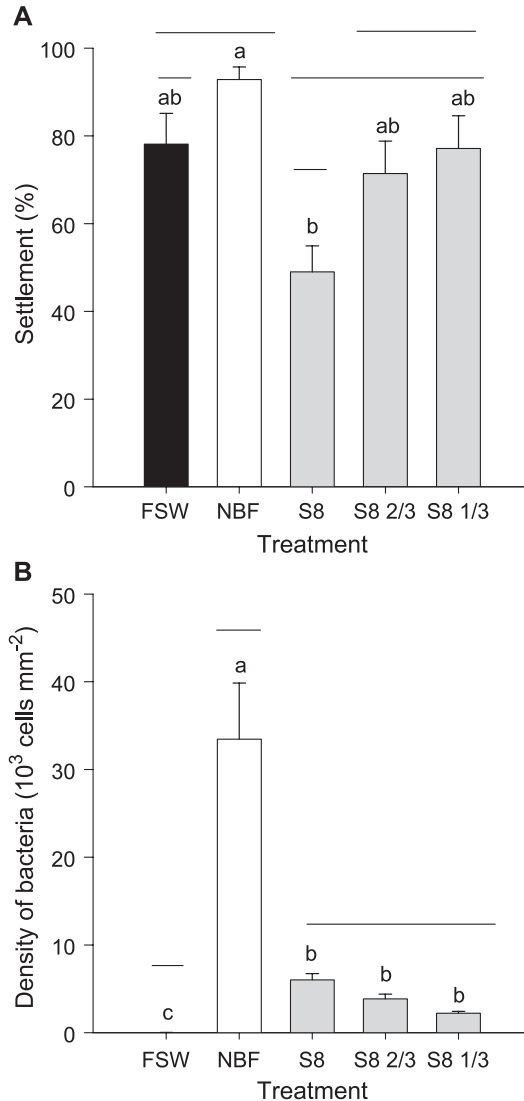 A
100
80
60
40
20
0
Settlement (%)
ab
a
b
ab
ab
FSW NBF S8 S8 2/3 S8 1/3
Treatment
B
50
40
30
20
10
0
Density of bacteria (10³ cells mm⁻²)
c
a
b
b
b
FSW NBF S8 S8 2/3 S8 1/3
Treatment